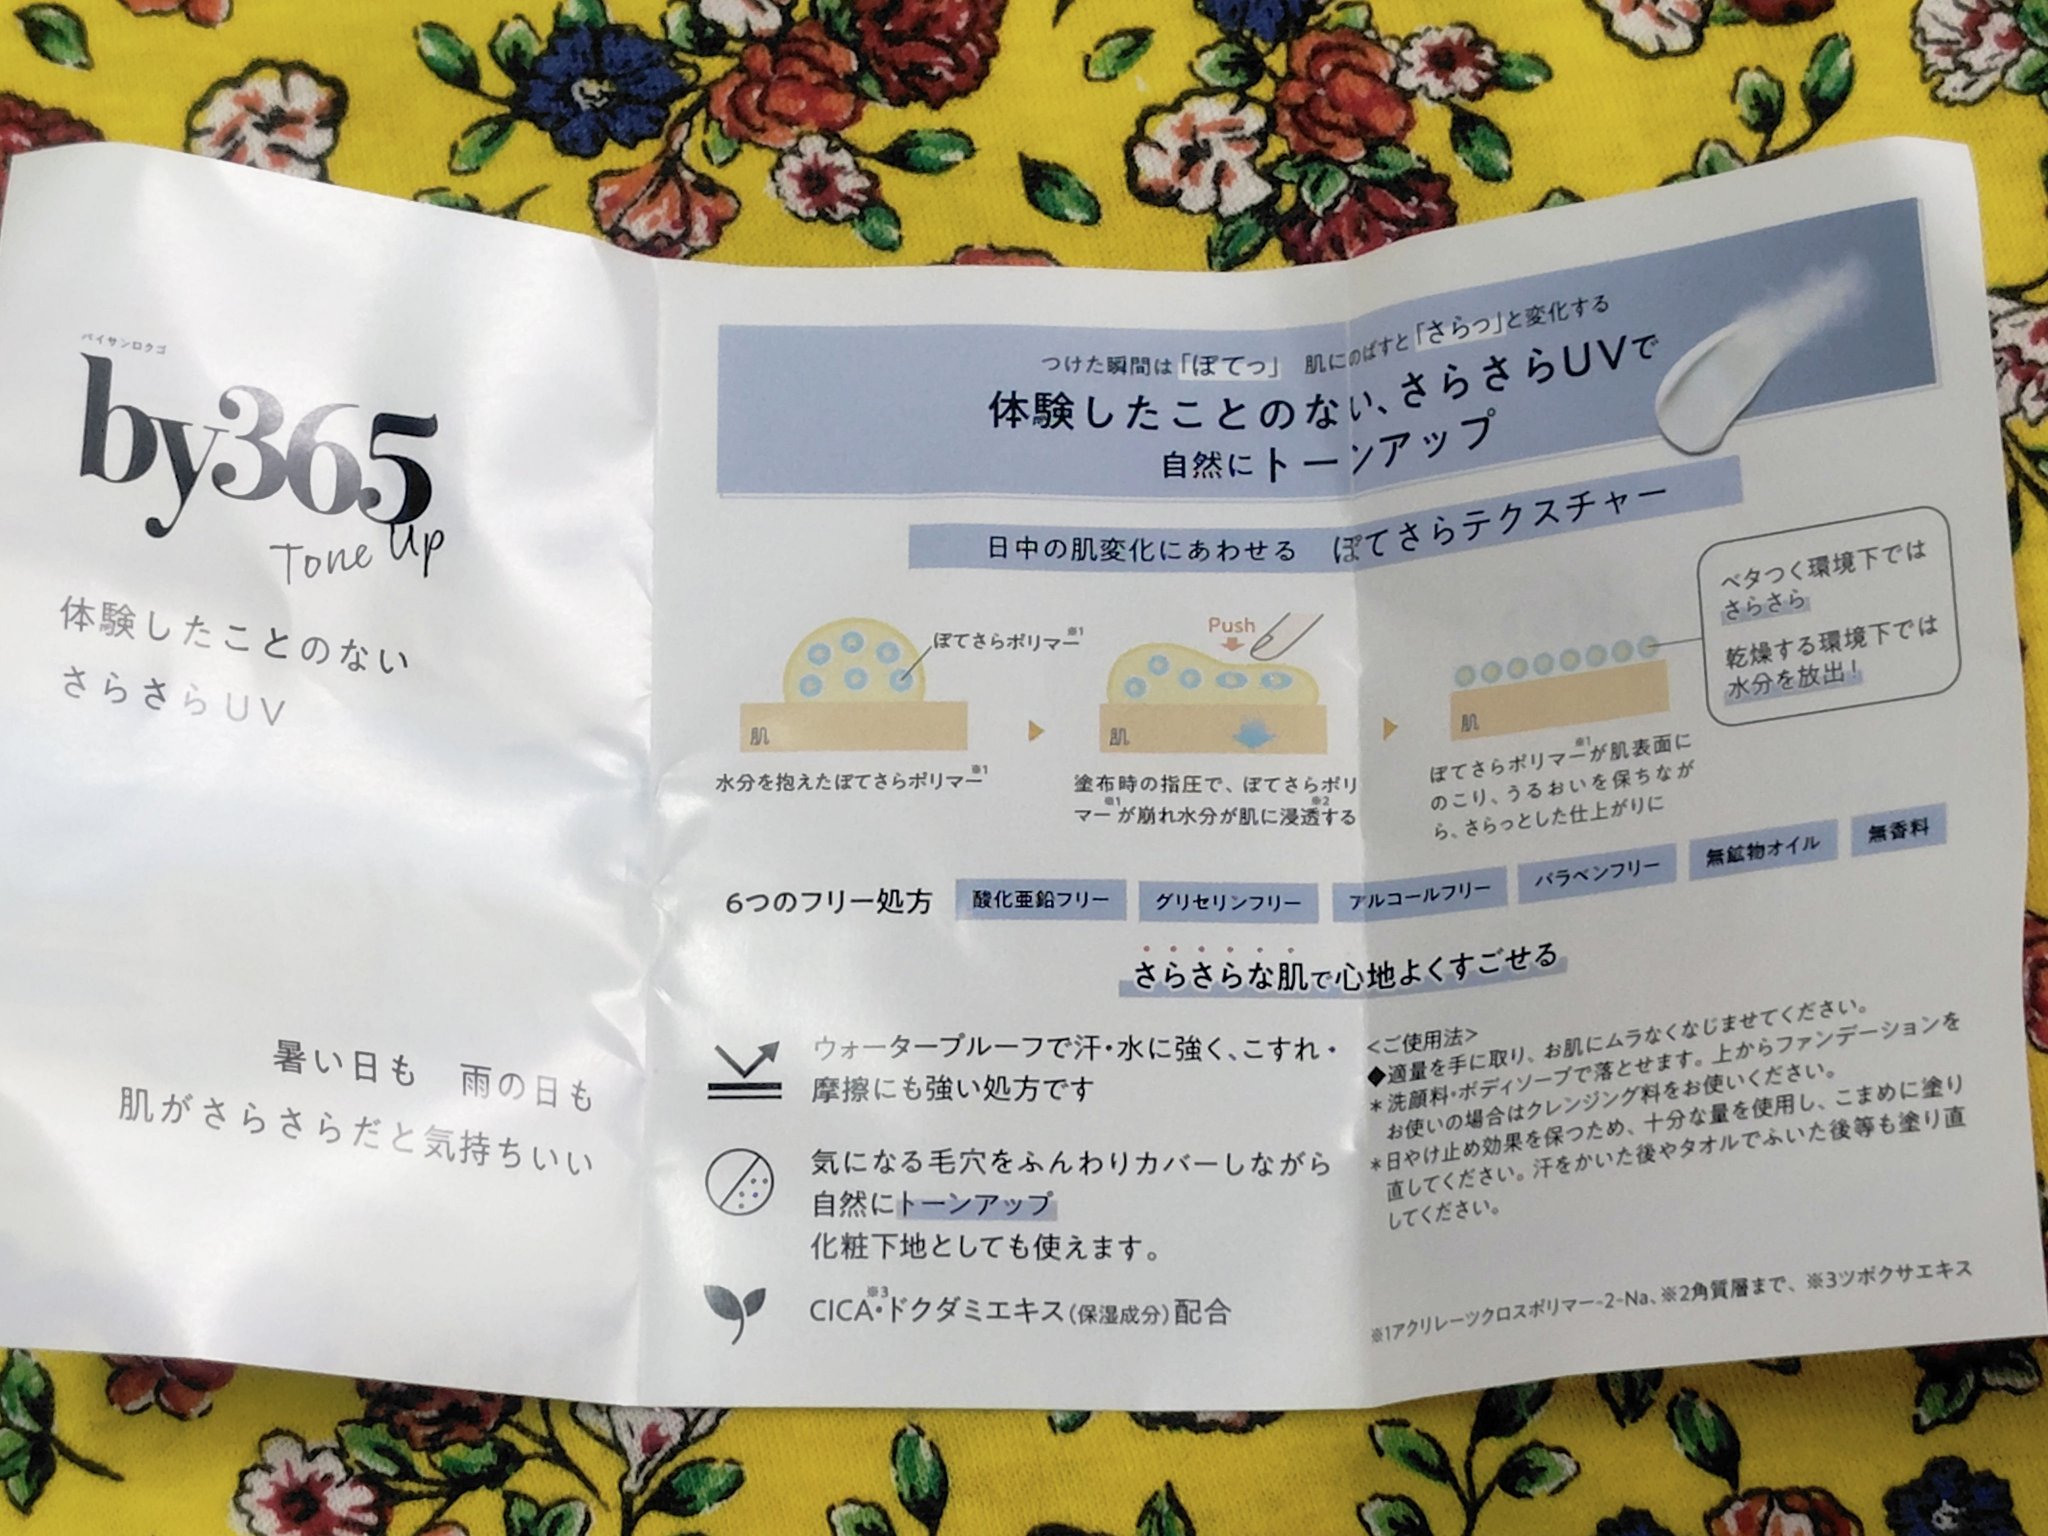 バイサンロクゴ
by365
Tone Up
体験したことのない
さらさらUV
暑い日も 雨の日も
肌がさらさらだと気持ちいい
つけた瞬間は「ぽてっ」 肌にのばすと「さらっ」と変化する
体験したことのない、さらさらUVで
自然にトーンアップ
日中の肌変化にあわせる ぽてさらテクスチャー
ぽてさらポリマー※1
肌
水分を抱えたぽてさらポリマー※1
Push
肌
塗布時の指圧で、ぽてさらポリ
マー※1が崩れ水分が肌に浸透※2する
ベタつく環境下では
さらさら
乾燥する環境下では
水分を放出!
肌
ぽてさらポリマー※1が肌表面に
のこり、うるおいを保ちなが
ら、さらっとした仕上がりに
6つのフリー処方 酸化亜鉛フリー グリセリンフリー アルコールフリー パラベンフリー 無鉱物オイル 無香料
さらさらな肌で心地よくすごせる
ウォータープルーフで汗・水に強く、こすれ・
摩擦にも強い処方です
気になる毛穴をふんわりカバーしながら
自然にトーンアップ
化粧下地としても使えます。
CICA※3・ドクダミエキス(保湿成分)配合
<ご使用法>
◆適量を手に取り、お肌にムラなくなじませてください。
*洗顔料・ボディソープで落とせます。上からファンデーションを
お使いの場合はクレンジング料をお使いください。
*日やけ止め効果を保つため、十分な量を使用し、こまめに塗り
直してください。汗をかいた後やタオルでふいた後等も塗り直
してください。
※1アクリレーツクロスポリマー-2-Na、※2角質層まで、※3ツボクサエキス